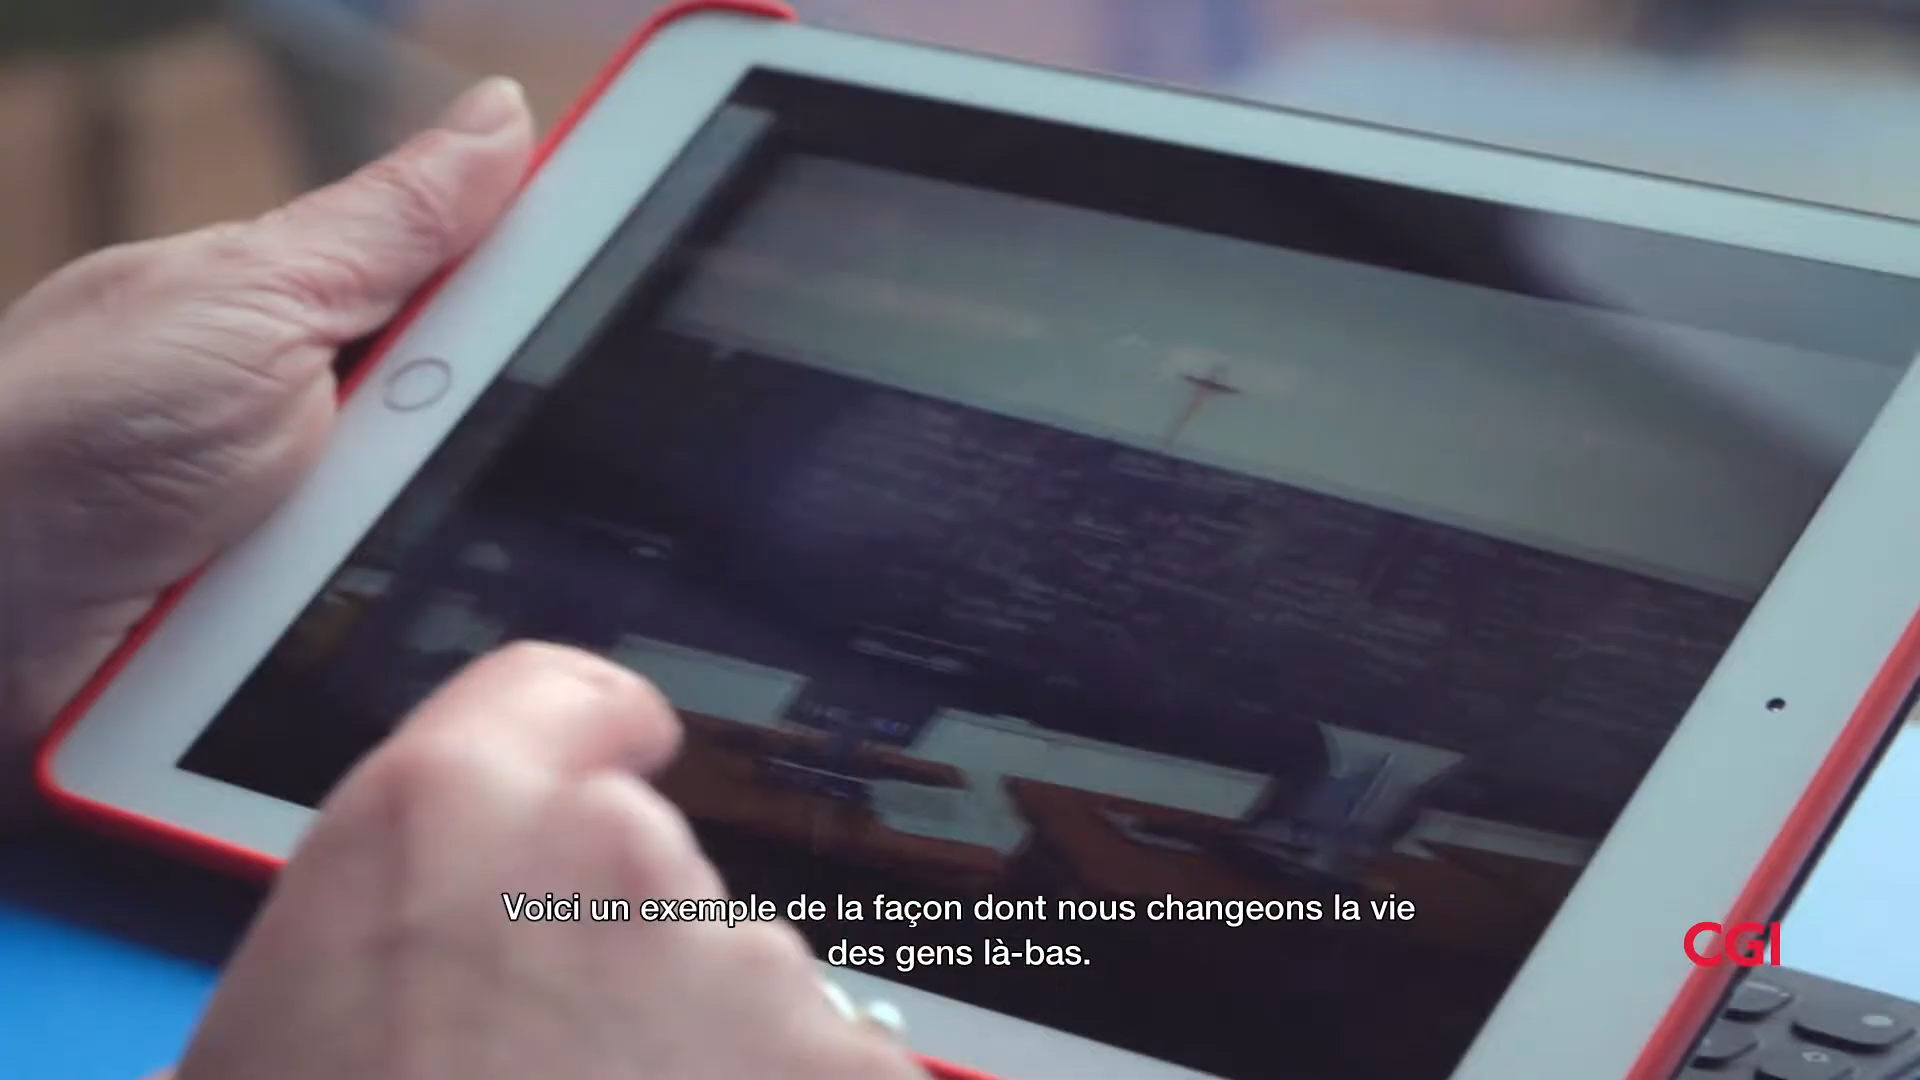 Voici un exemple de la façon dont nous changeons la vie
des gens là-bas.
CGI